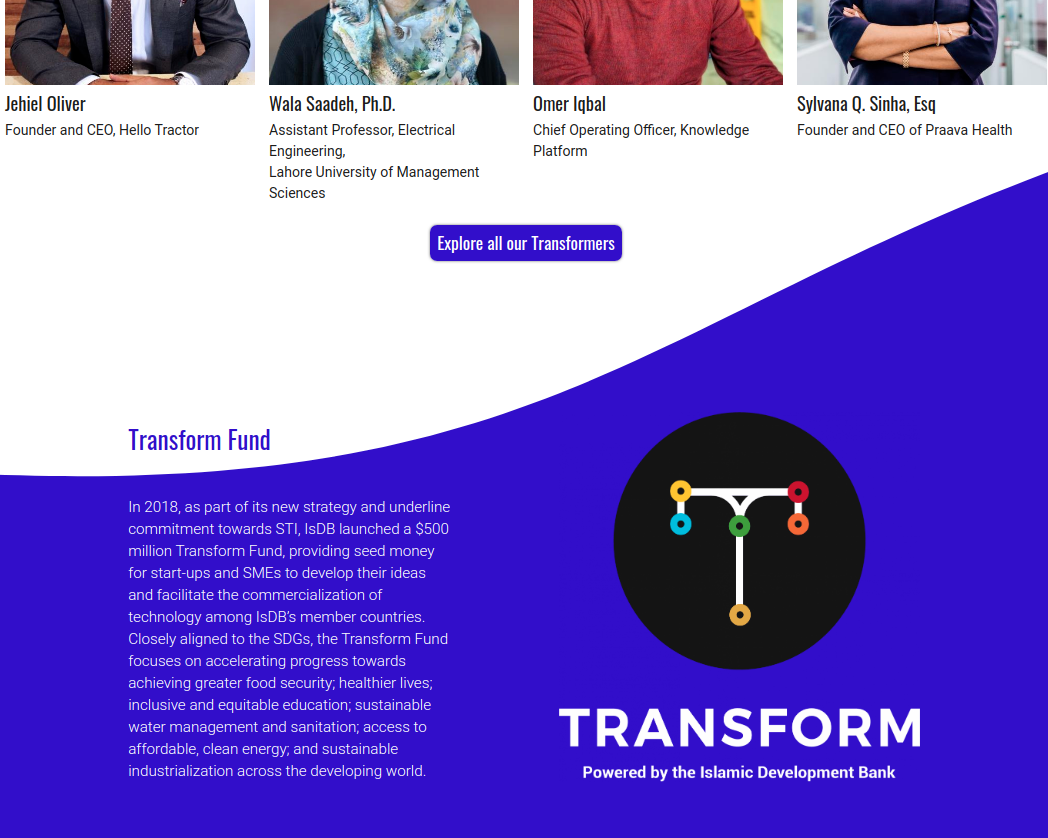 Jehiel Oliver
Founder and CEO, Hello Tractor
Wala Saadeh, Ph.D.
Assistant Professor, Electrical
Engineering,
Lahore University of Management
Sciences
Omer Iqbal
Chief Operating Officer, Knowledge
Platform
Sylvana Q. Sinha, Esq
Founder and CEO of Praava Health
Explore all our Transformers
Transform Fund
In 2018, as part of its new strategy and underline
commitment towards STI, IsDB launched a $500
million Transform Fund, providing seed money
for start-ups and SMEs to develop their ideas
and facilitate the commercialization of
technology among IsDB’s member countries.
Closely aligned to the SDGs, the Transform Fund
focuses on accelerating progress towards
achieving greater food security; healthier lives;
inclusive and equitable education; sustainable
water management and sanitation; access to
affordable, clean energy; and sustainable
industrialization across the developing world.
TRANSFORM
Powered by the Islamic Development Bank